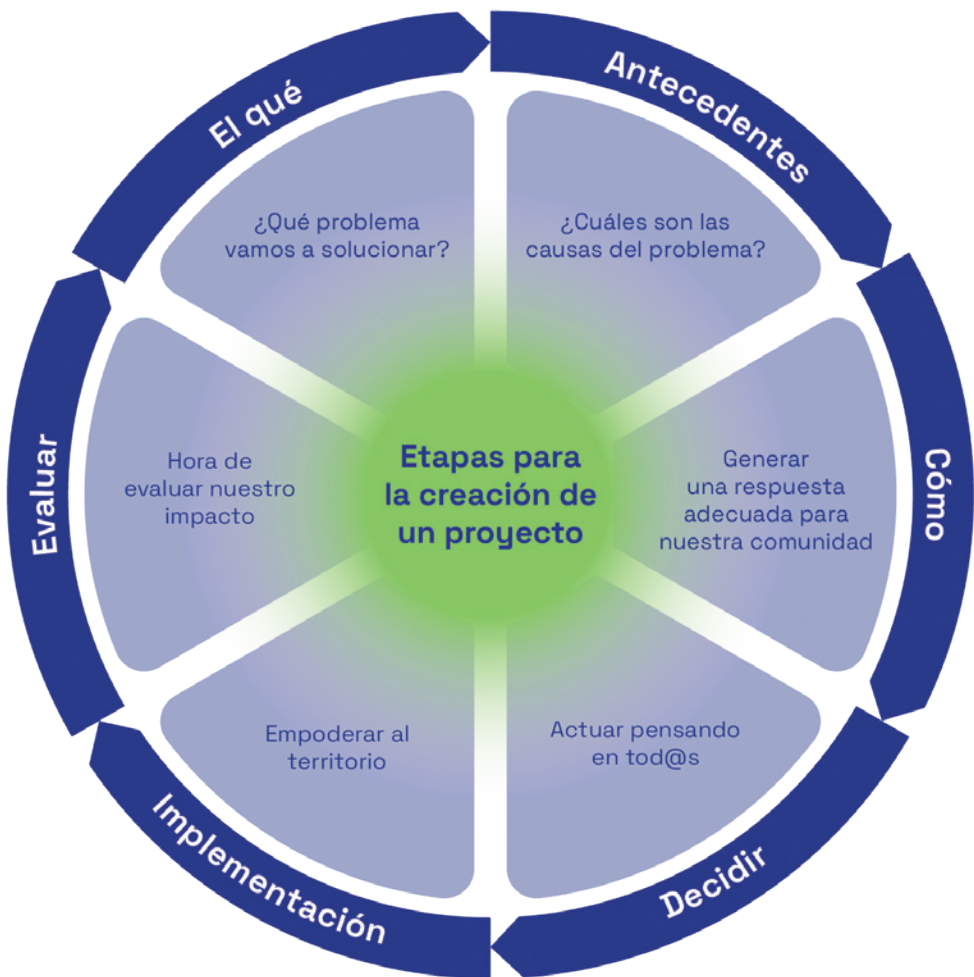 El qué
¿Qué problema
vamos a solucionar?
Antecedentes
¿Cuáles son las
causas del problema?
Cómo
Generar
una respuesta
adecuada para
nuestra comunidad
Decidir
Actuar pensando
en tod@s
Implementación
Empoderar al
territorio
Evaluar
Hora de
evaluar nuestro
impacto
Etapas para
la creación de
un proyecto